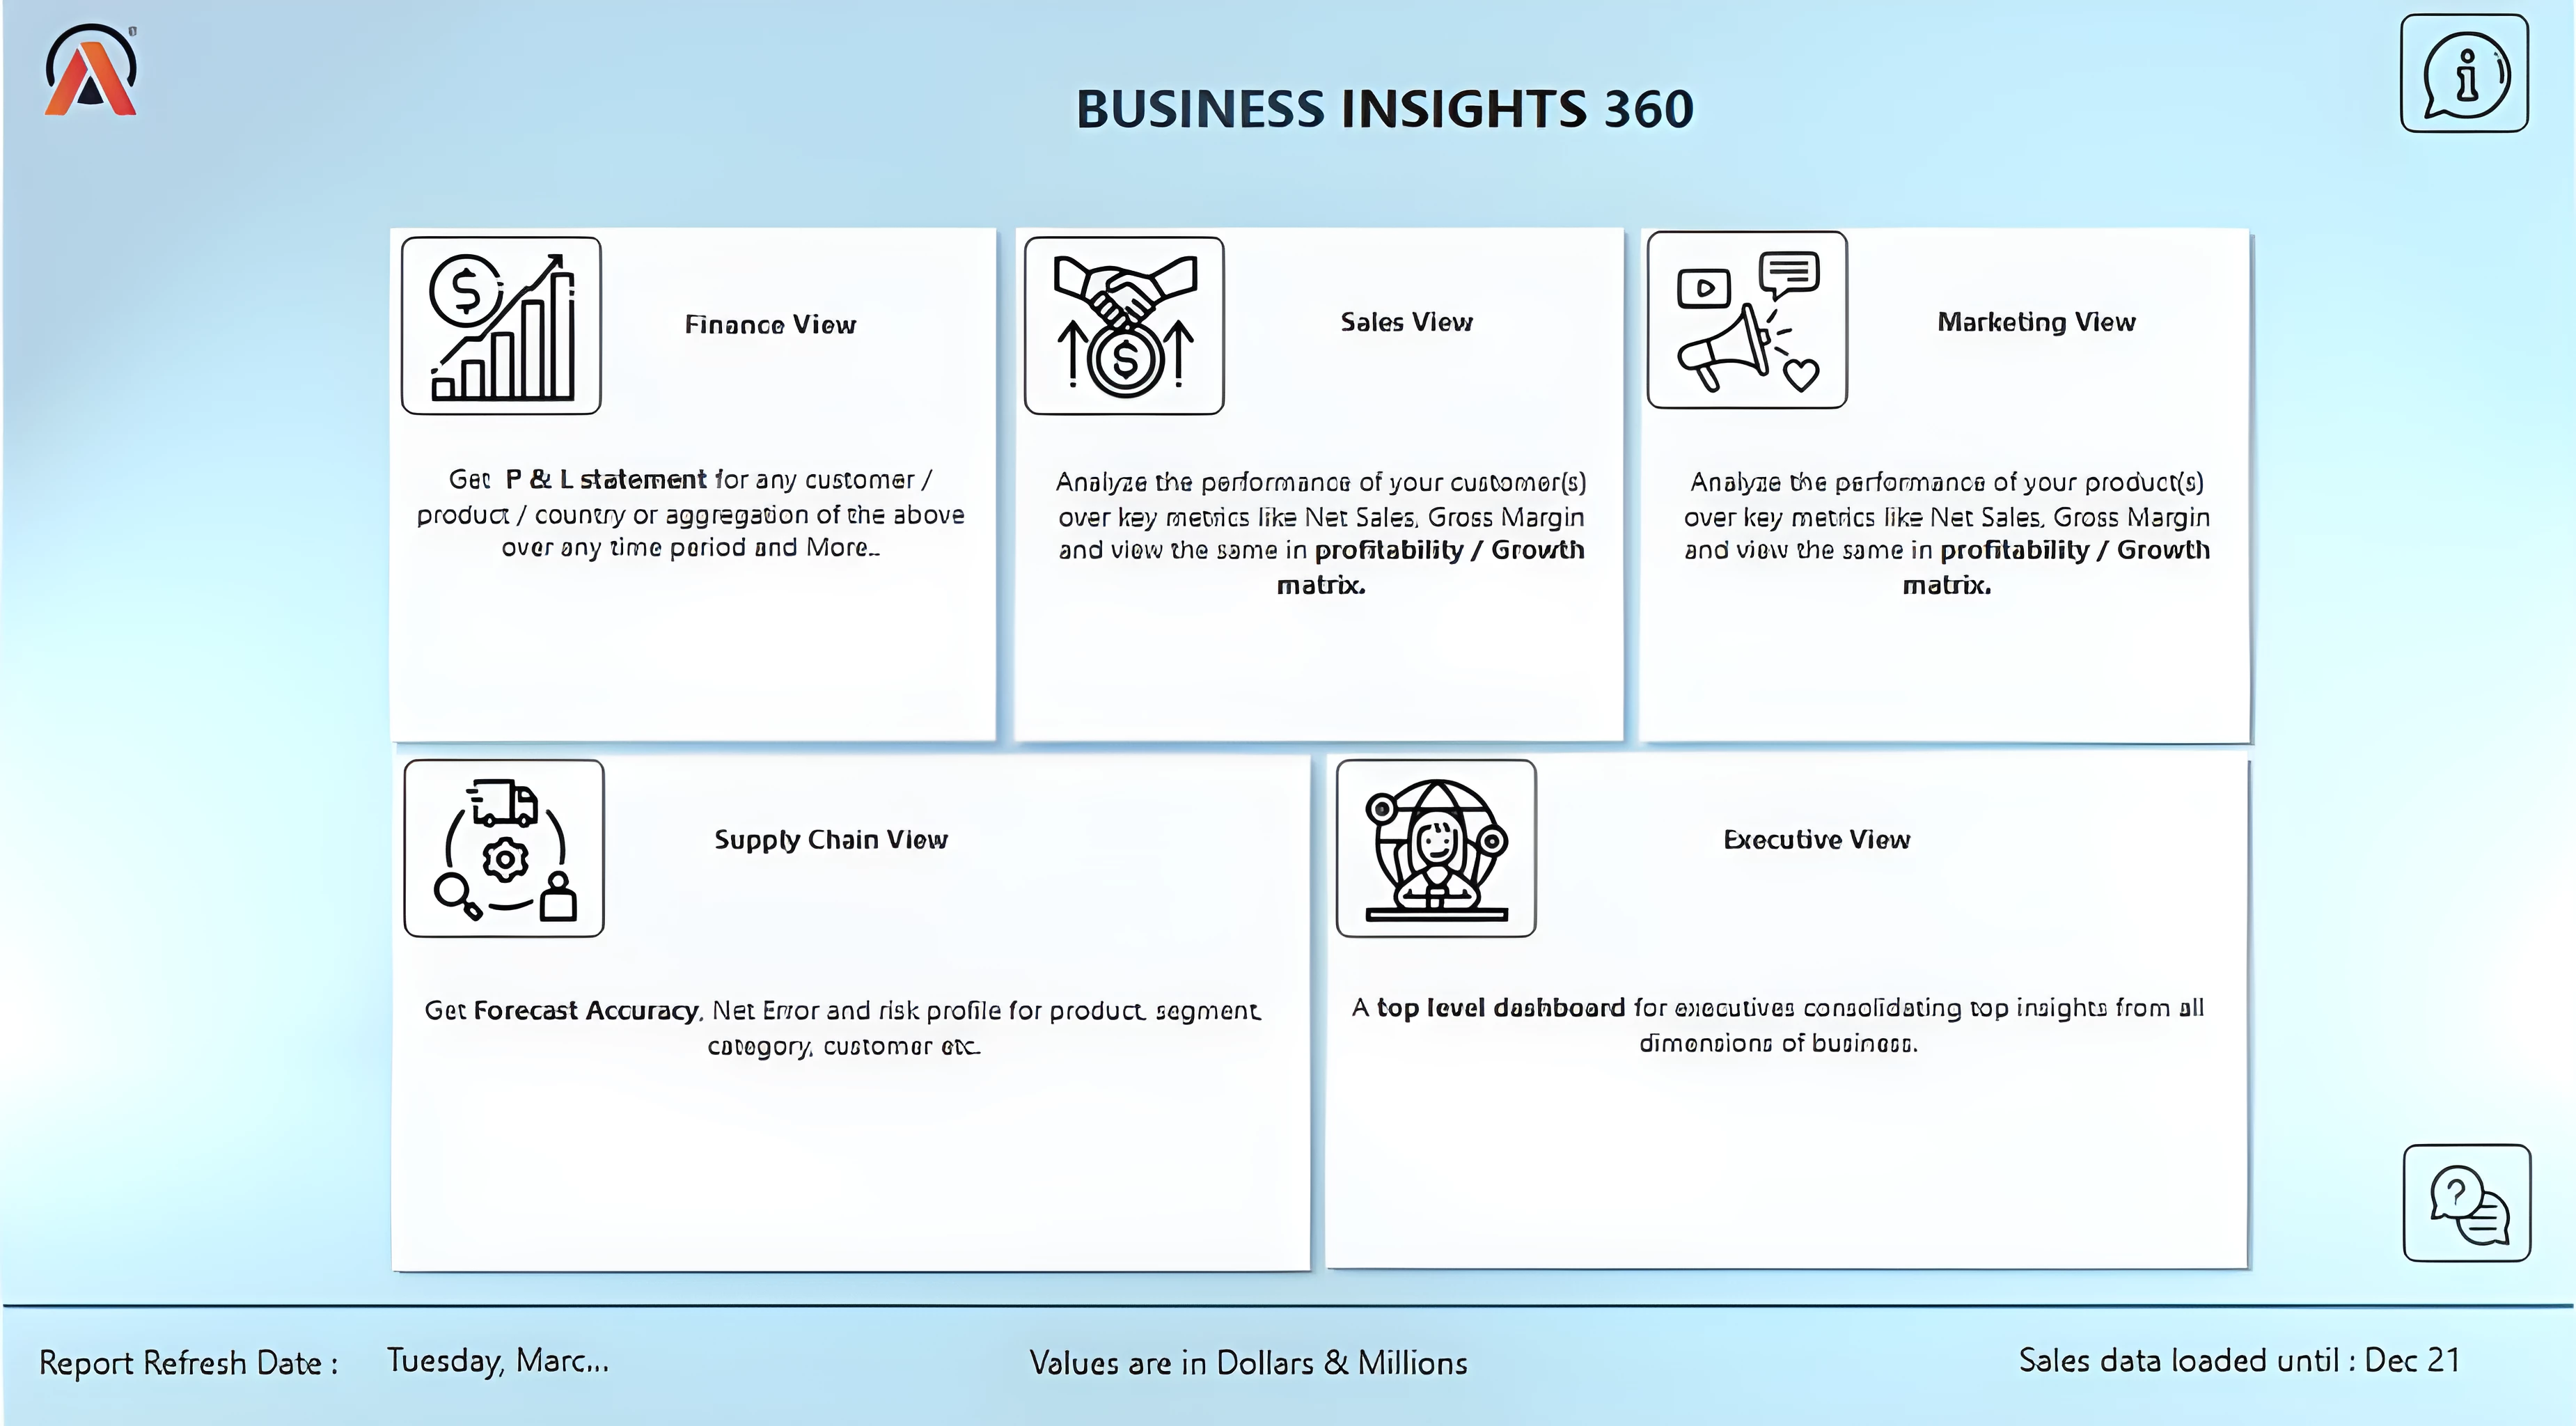 BUSINESS INSIGHTS 360
Finance View
Get P & L statement for any customer /
product / country or aggregation of the above
over any time period and More..
Sales View
Analyze the performance of your customer(s)
over key metrics like Net Sales, Gross Margin
and view the same in profitability / Growth
matrix.
Marketing View
Analyze the performance of your product(s)
over key metrics like Net Sales, Gross Margin
and view the same in profitability / Growth
matrix.
Supply Chain View
Get Forecast Accuracy, Net Error and risk profile for product, segment,
category, customer etc.
Executive View
A top level dashboard for executives consolidating top insights from all
dimensions of business.
Report Refresh Date : Tuesday, Marc...
Values are in Dollars & Millions
Sales data loaded until : Dec 21